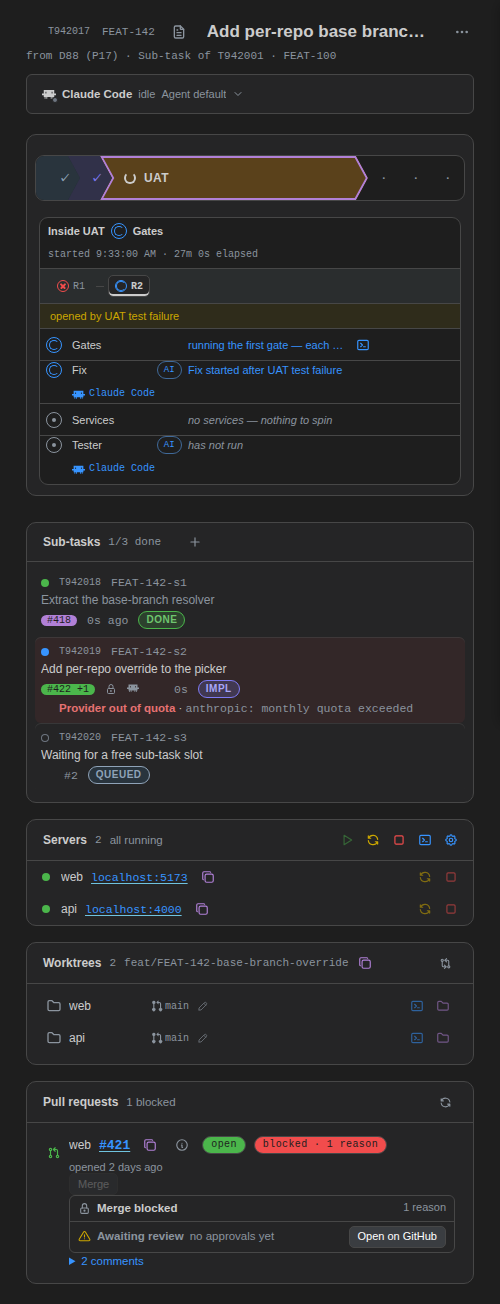 T942017 FEAT-142 Add per-repo base branc…
from D88 (P17) · Sub-task of T942001 · FEAT-100
Claude Code idle Agent default
UAT
Inside UAT Gates
started 9:33:00 AM · 27m 0s elapsed
R1 — R2
opened by UAT test failure
Gates running the first gate — each …
Fix AI Fix started after UAT test failure
Claude Code
Services no services — nothing to spin
Tester AI has not run
Claude Code
Sub-tasks 1/3 done
T942018 FEAT-142-s1
Extract the base-branch resolver
#418 0s ago DONE
T942019 FEAT-142-s2
Add per-repo override to the picker
#422 +1 0s IMPL
Provider out of quota · anthropic: monthly quota exceeded
T942020 FEAT-142-s3
Waiting for a free sub-task slot
#2 QUEUED
Servers 2 all running
web localhost:5173
api localhost:4000
Worktrees 2 feat/FEAT-142-base-branch-override
web main
api main
Pull requests 1 blocked
web #421 open blocked · 1 reason
opened 2 days ago
Merge
Merge blocked 1 reason
Awaiting review no approvals yet Open on GitHub
2 comments